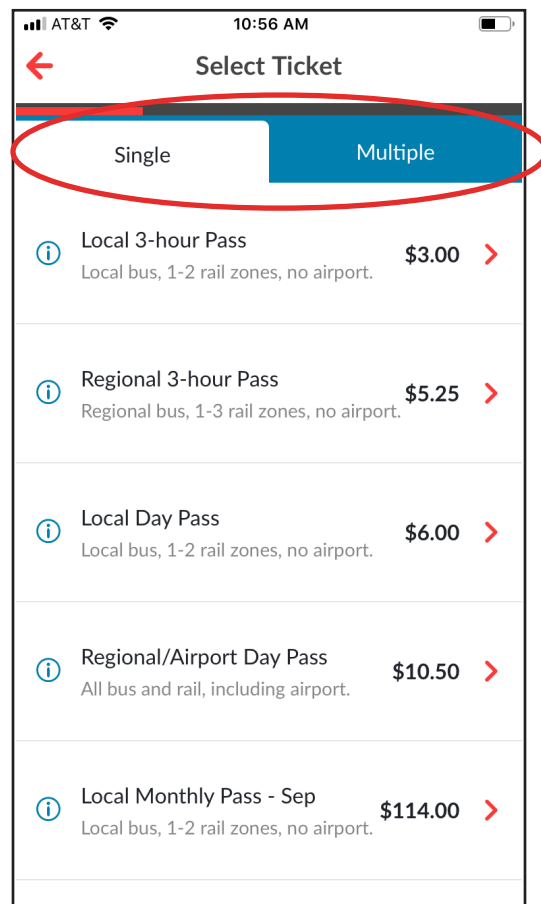 AT&T 10:56 AM
Select Ticket
Single Multiple
Local 3-hour Pass
Local bus, 1-2 rail zones, no airport.
$3.00
Regional 3-hour Pass
Regional bus, 1-3 rail zones, no airport.
$5.25
Local Day Pass
Local bus, 1-2 rail zones, no airport.
$6.00
Regional/Airport Day Pass
All bus and rail, including airport.
$10.50
Local Monthly Pass - Sep
Local bus, 1-2 rail zones, no airport.
$114.00